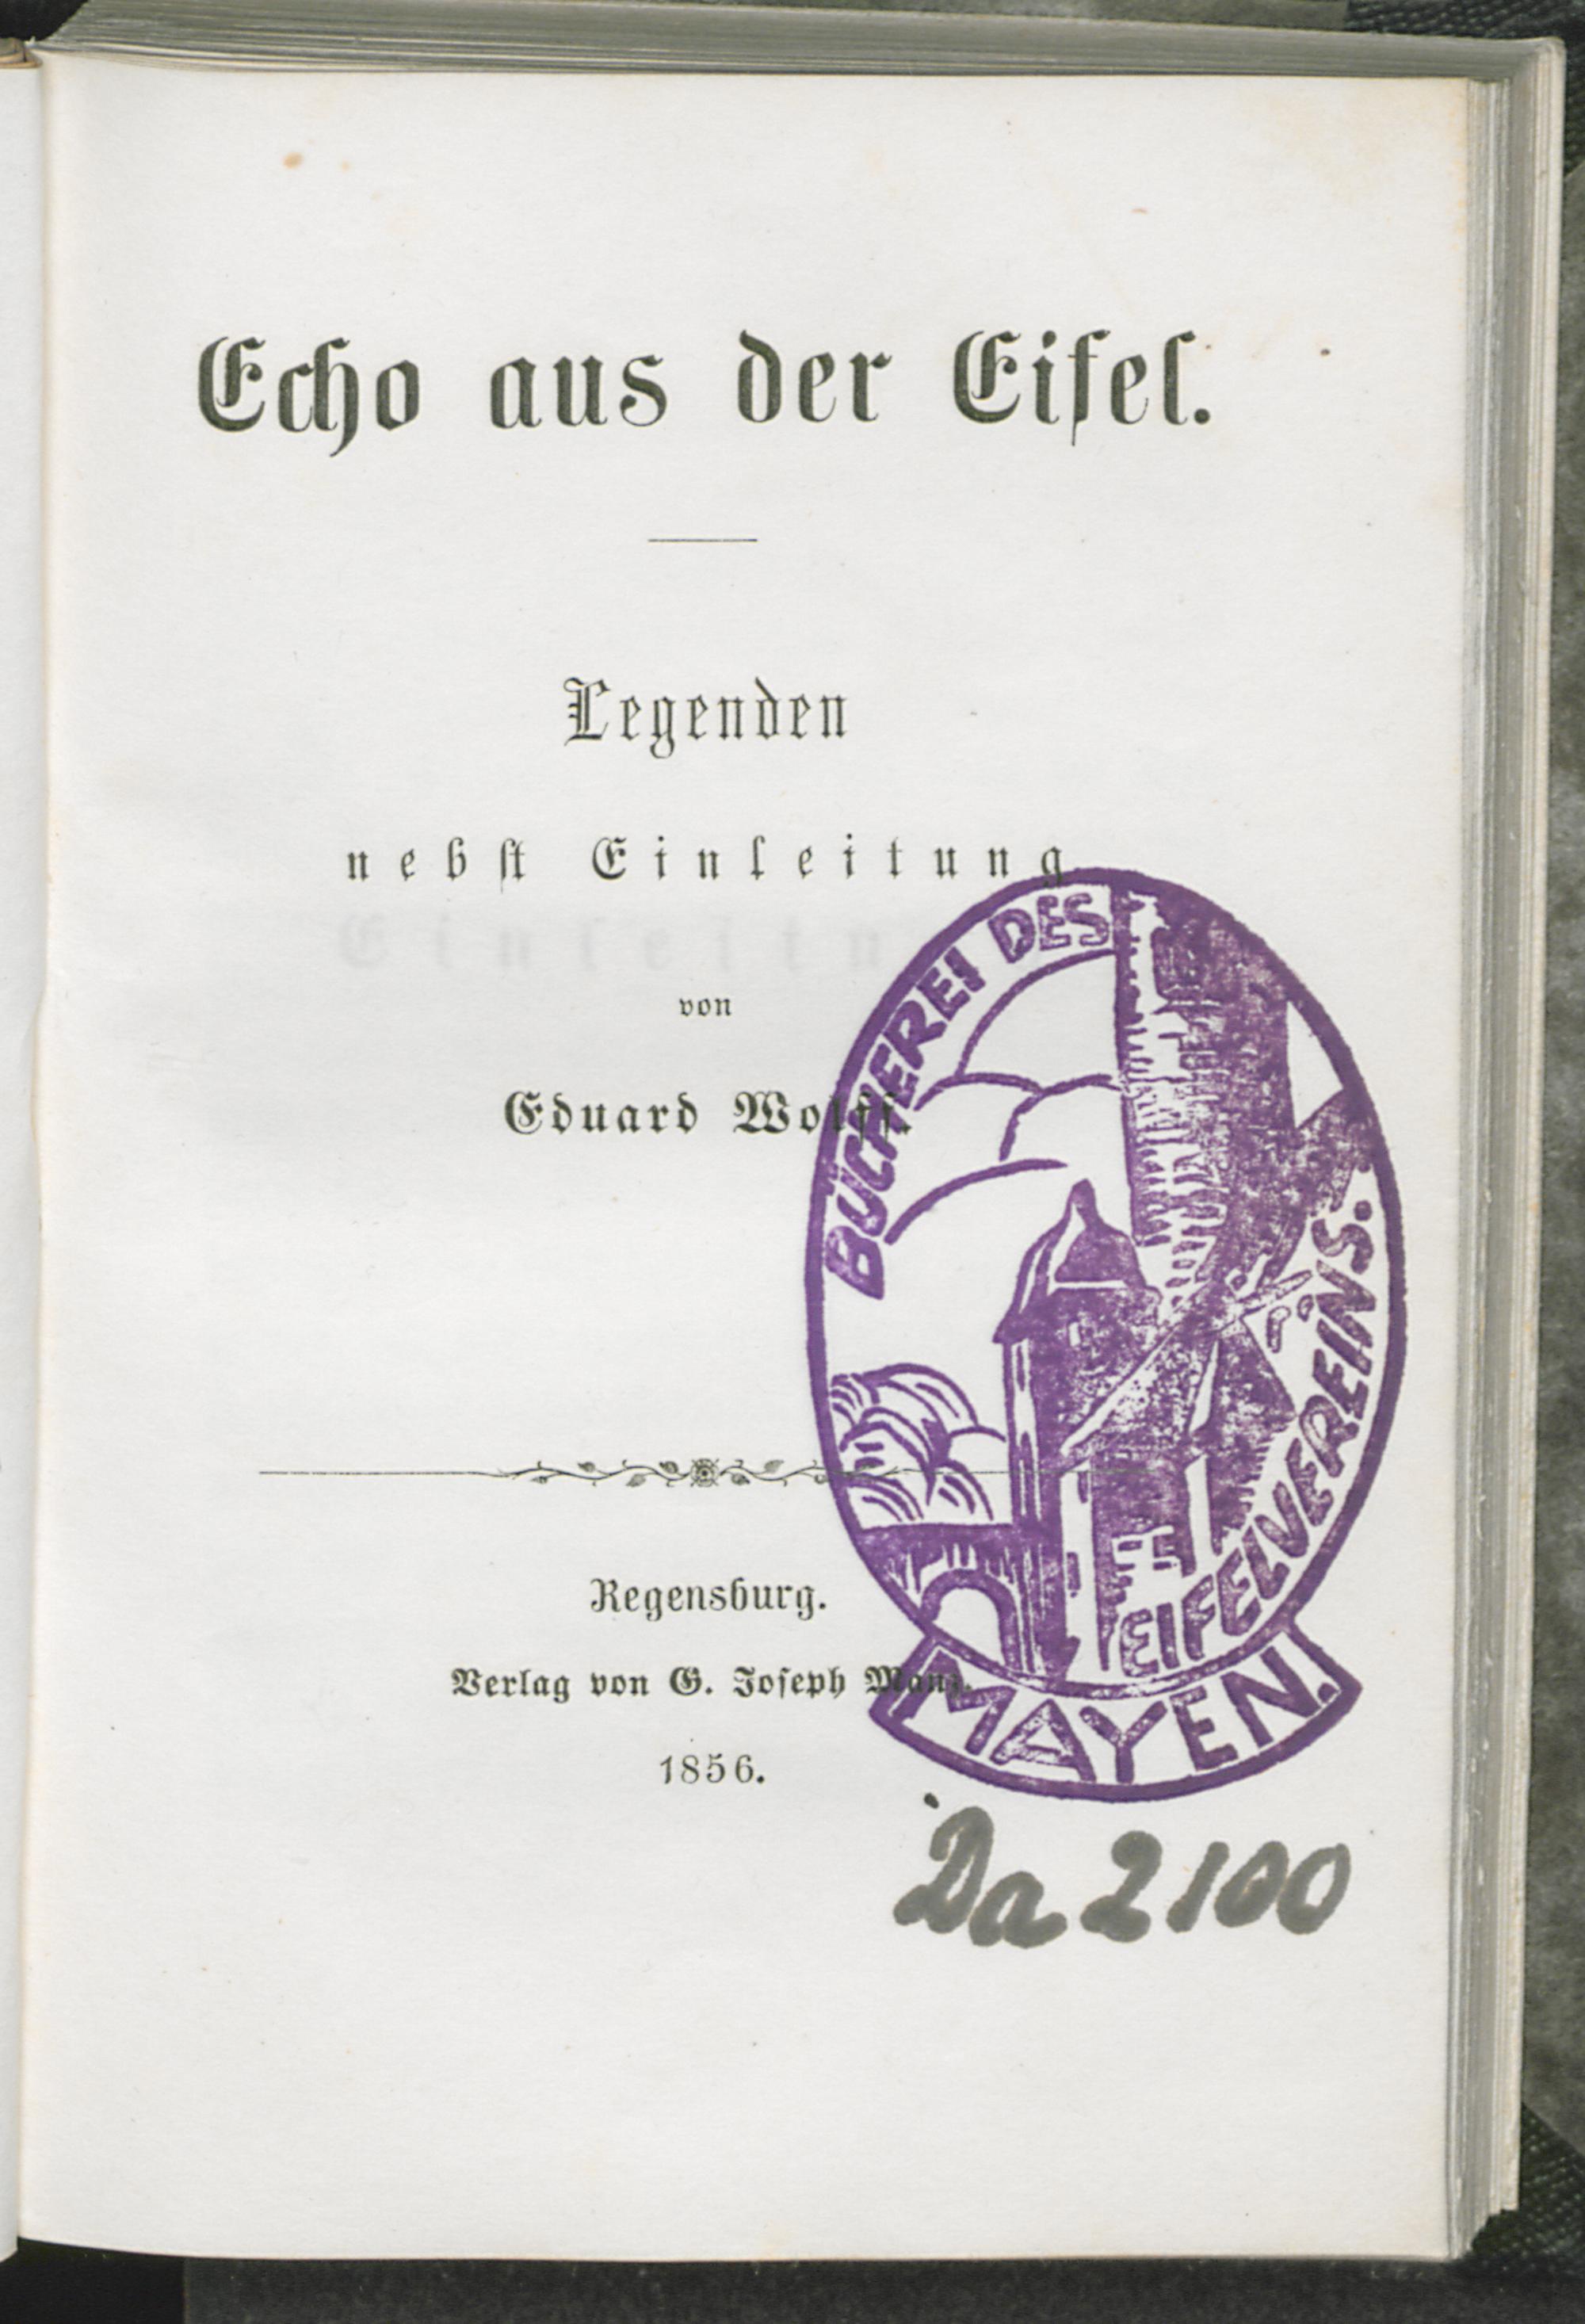 Echo aus der Eifel.
Legenden
nebst Einleitung
von
Eduard Wolff.
Regensburg.
Verlag von G. Joseph Manz.
1856.
BÜCHEREI DES
EIFELVEREINS.
MAYEN.
Da 2100